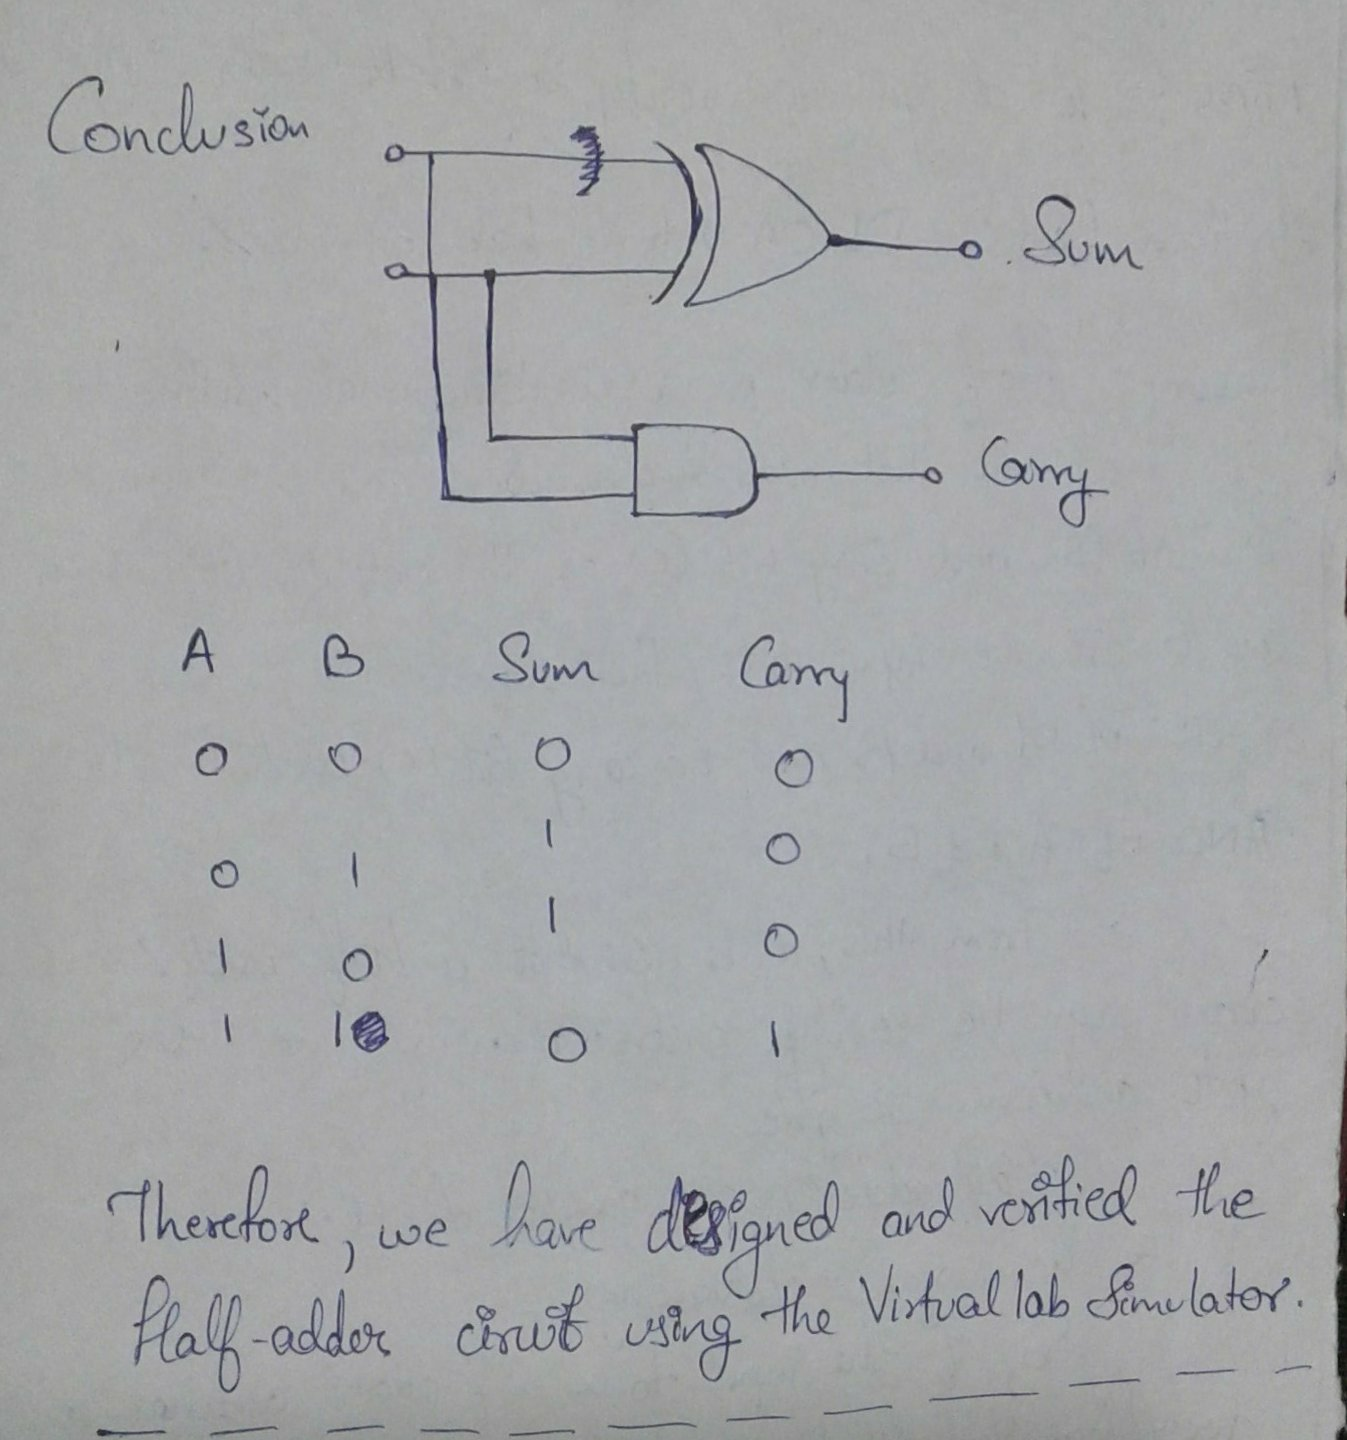 Conclusion
Sum
Carry
A B Sum Carry
0 0 0 0
0 1 1 0
1 0 1 0
1 1 0 1
Therefore, we have designed and verified the
Half-adder ciruit using the Virtual lab Simulator.